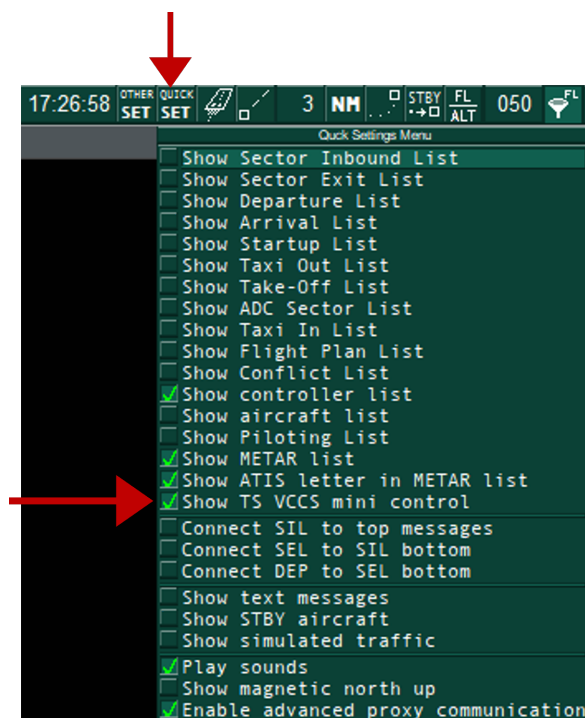 17:26:58 OTHER SET QUICK SET 3 NM STBY FL ALT 050 FL
Quck Settings Menu
Show Sector Inbound List
Show Sector Exit List
Show Departure List
Show Arrival List
Show Startup List
Show Taxi Out List
Show Take-Off List
Show ADC Sector List
Show Taxi In List
Show Flight Plan List
Show Conflict List
Show controller list
Show aircraft list
Show Piloting List
Show METAR list
Show ATIS letter in METAR list
Show TS VCCS mini control
Connect SIL to top messages
Connect SEL to SIL bottom
Connect DEP to SEL bottom
Show text messages
Show STBY aircraft
Show simulated traffic
Play sounds
Show magnetic north up
Enable advanced proxy communication